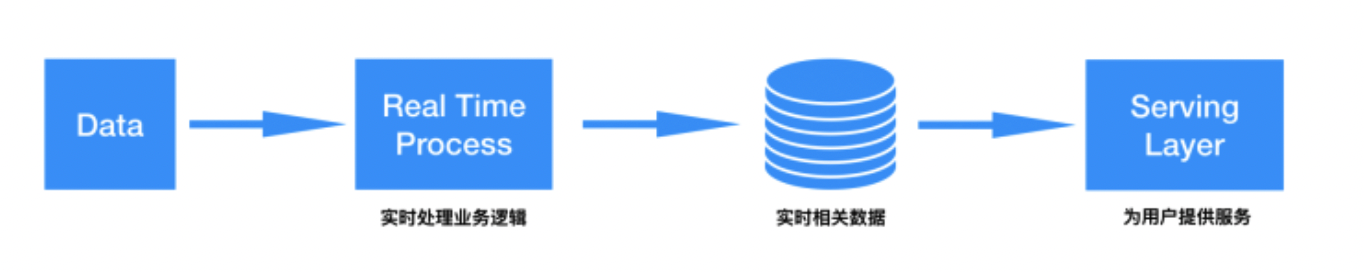 Data
Real Time
Process
Serving
Layer
实时处理业务逻辑
实时相关数据
为用户提供服务